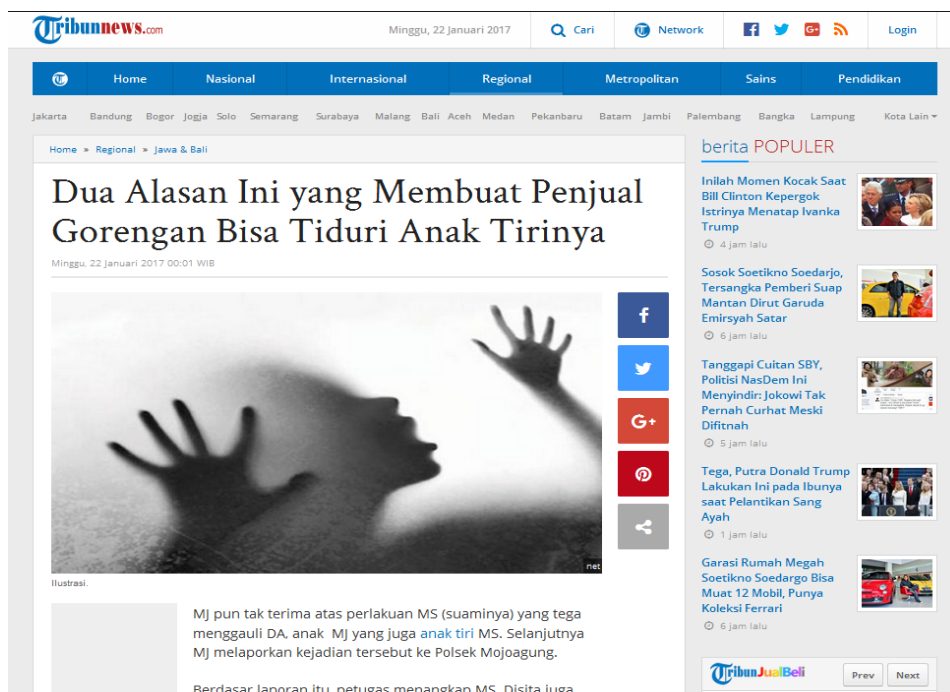 Tribunnews.com
Minggu, 22 Januari 2017
Cari
Network
Login
Home
Nasional
Internasional
Regional
Metropolitan
Sains
Pendidikan
Jakarta Bandung Bogor Jogja Solo Semarang Surabaya Malang Bali Aceh Medan Pekanbaru Batam Jambi Palembang Bangka Lampung Kota Lain
Home » Regional » Jawa & Bali
Dua Alasan Ini yang Membuat Penjual
Gorengan Bisa Tiduri Anak Tirinya
Minggu, 22 Januari 2017 00:01 WIB
net
Ilustrasi.
MJ pun tak terima atas perlakuan MS (suaminya) yang tega
menggauli DA, anak MJ yang juga anak tiri MS. Selanjutnya
MJ melaporkan kejadian tersebut ke Polsek Mojoagung.
Berdasar laporan itu, petugas menangkap MS. Disita juga
berita POPULER
Inilah Momen Kocak Saat
Bill Clinton Kepergok
Istrinya Menatap Ivanka
Trump
4 jam lalu
Sosok Soetikno Soedarjo,
Tersangka Pemberi Suap
Mantan Dirut Garuda
Emirsyah Satar
6 jam lalu
Tanggapi Cuitan SBY,
Politisi NasDem Ini
Menyindir: Jokowi Tak
Pernah Curhat Meski
Difitnah
5 jam lalu
Tega, Putra Donald Trump
Lakukan Ini pada Ibunya
saat Pelantikan Sang
Ayah
1 jam lalu
Garasi Rumah Megah
Soetikno Soedargo Bisa
Muat 12 Mobil, Punya
Koleksi Ferrari
6 jam lalu
TribunJualBeli
Prev
Next